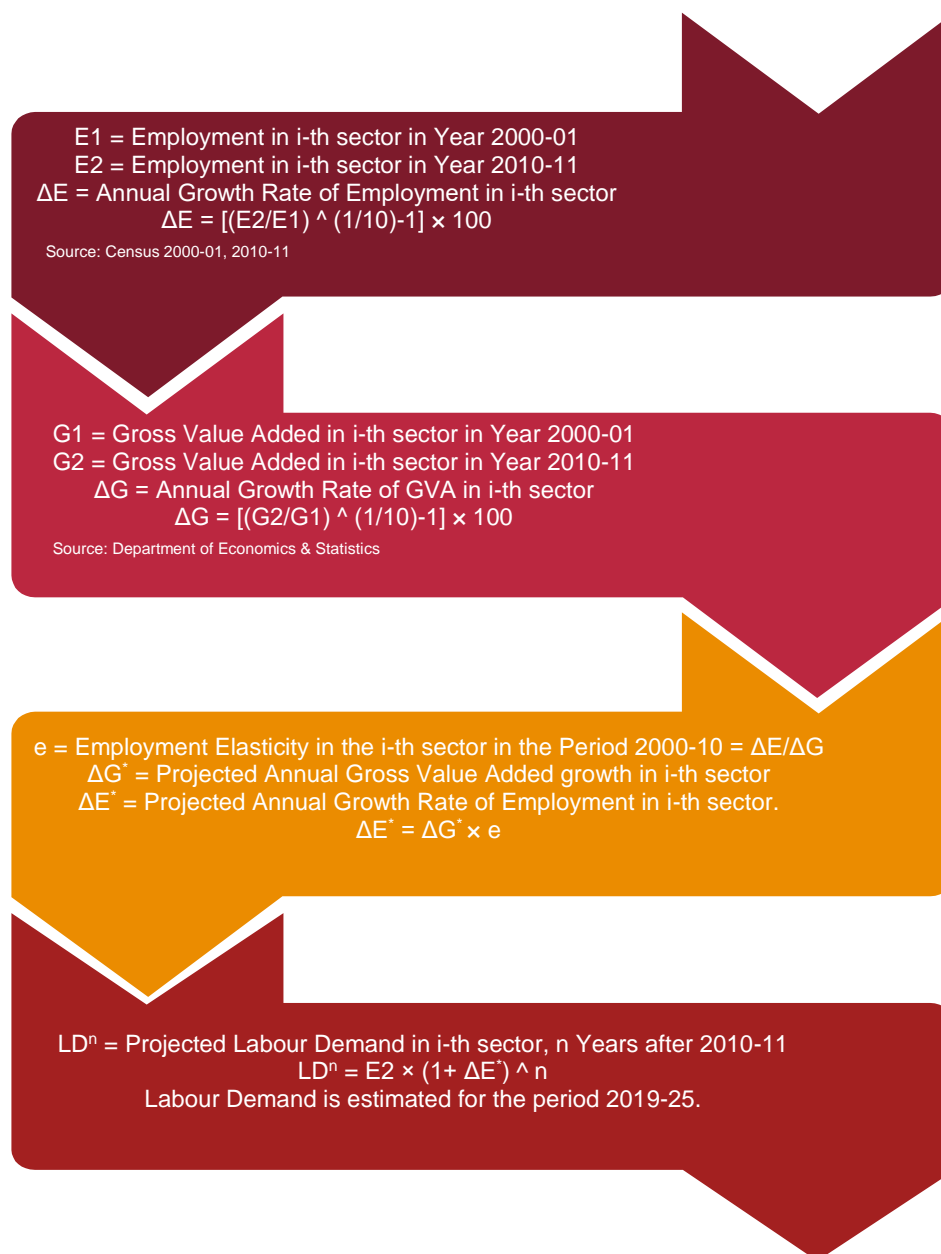 E1 = Employment in i-th sector in Year 2000-01
E2 = Employment in i-th sector in Year 2010-11
ΔE = Annual Growth Rate of Employment in i-th sector
ΔE = [(E2/E1) ^ (1/10)-1] × 100
Source: Census 2000-01, 2010-11
G1 = Gross Value Added in i-th sector in Year 2000-01
G2 = Gross Value Added in i-th sector in Year 2010-11
ΔG = Annual Growth Rate of GVA in i-th sector
ΔG = [(G2/G1) ^ (1/10)-1] × 100
Source: Department of Economics & Statistics
e = Employment Elasticity in the i-th sector in the Period 2000-10 = ΔE/ΔG
ΔG* = Projected Annual Gross Value Added growth in i-th sector
ΔE* = Projected Annual Growth Rate of Employment in i-th sector.
ΔE* = ΔG* × e
LDⁿ = Projected Labour Demand in i-th sector, n Years after 2010-11
LDⁿ = E2 × (1+ ΔE*) ^ n
Labour Demand is estimated for the period 2019-25.